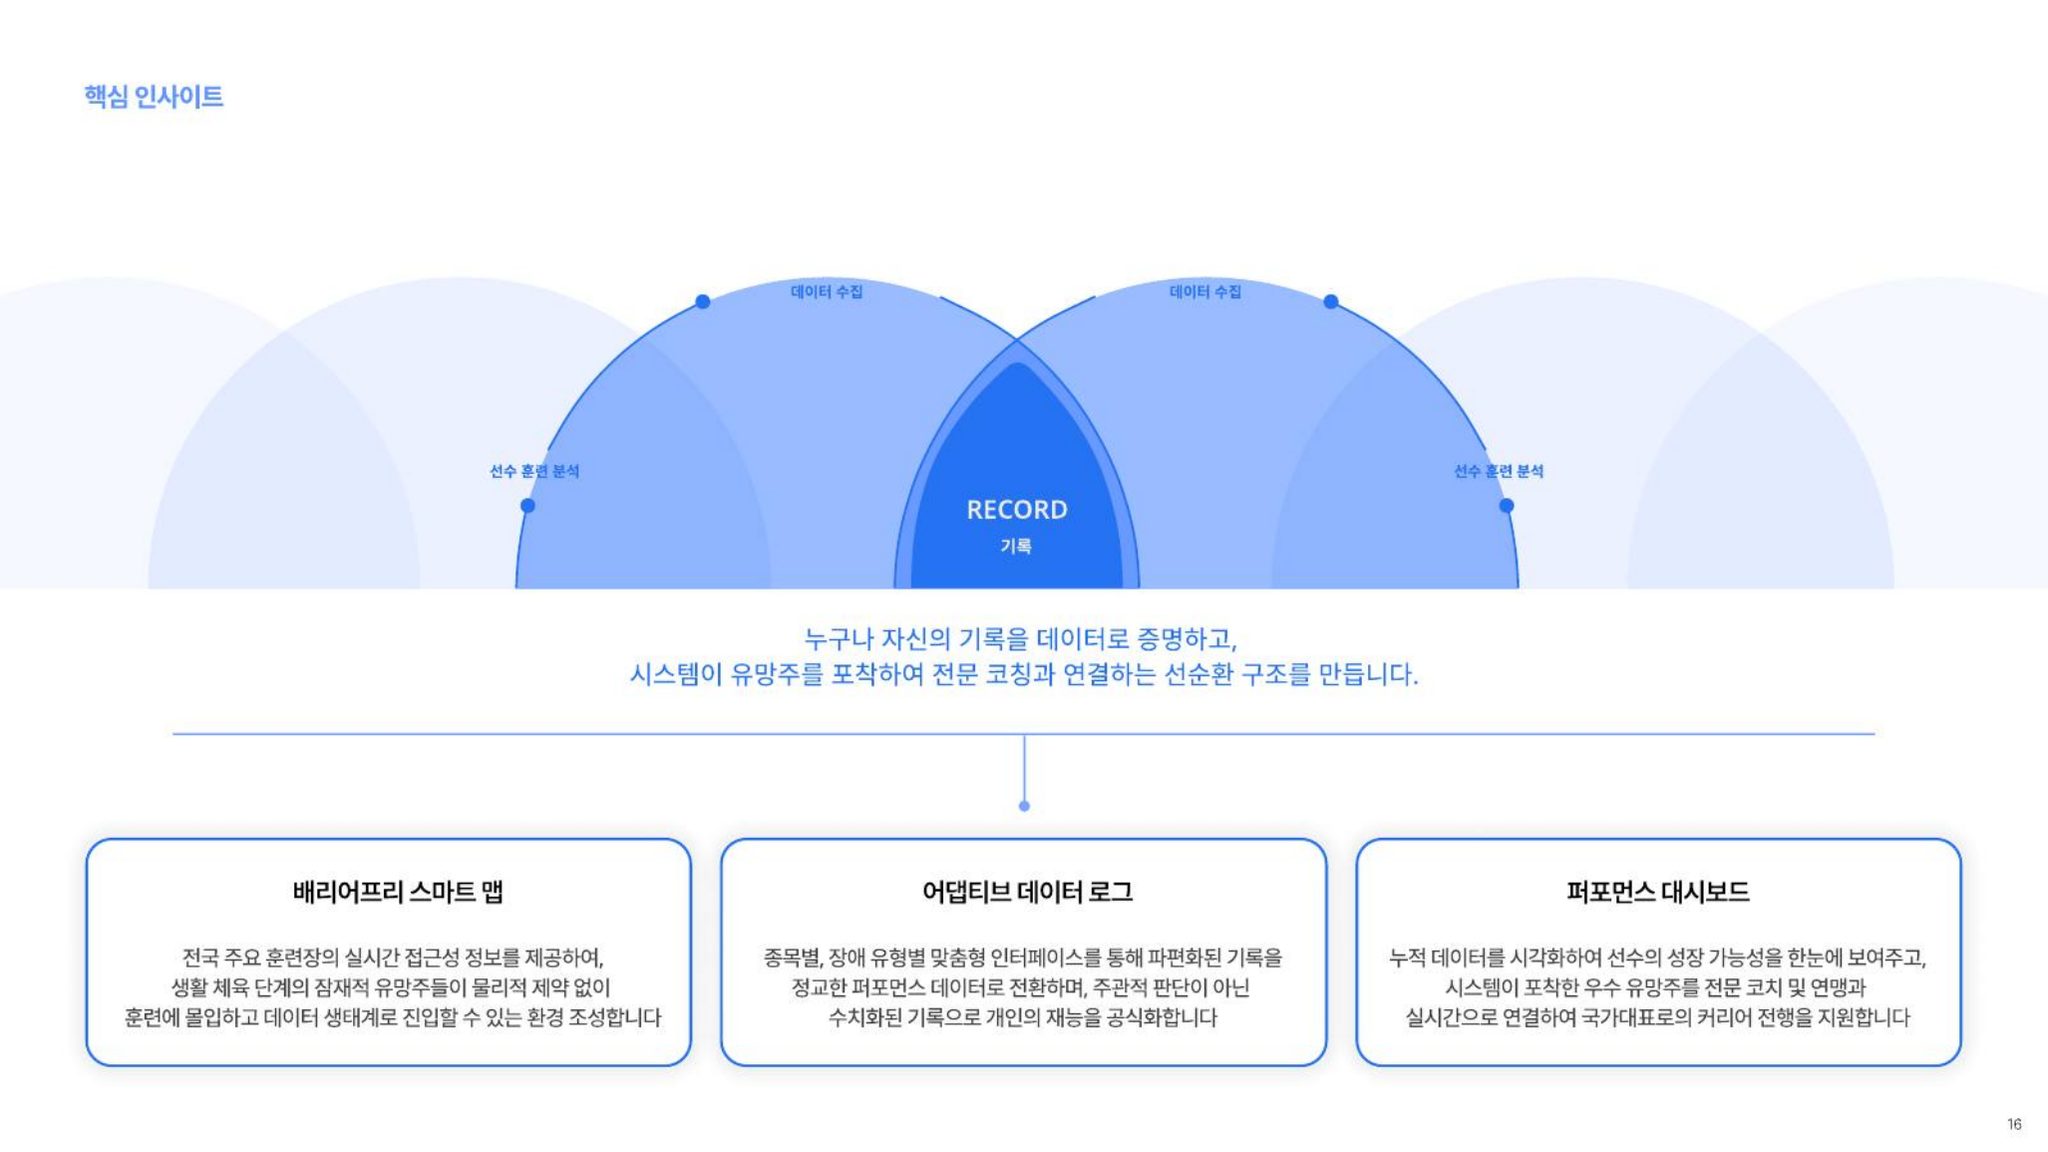 핵심 인사이트
데이터 수집
데이터 수집
선수 훈련 분석
선수 훈련 분석
RECORD
기록
누구나 자신의 기록을 데이터로 증명하고,
시스템이 유망주를 포착하여 전문 코칭과 연결하는 선순환 구조를 만듭니다.
배리어프리 스마트 맵
전국 주요 훈련장의 실시간 접근성 정보를 제공하여,
생활 체육 단계의 잠재적 유망주들이 물리적 제약 없이
훈련에 몰입하고 데이터 생태계로 진입할 수 있는 환경 조성합니다
어댑티브 데이터 로그
종목별, 장애 유형별 맞춤형 인터페이스를 통해 파편화된 기록을
정교한 퍼포먼스 데이터로 전환하며, 주관적 판단이 아닌
수치화된 기록으로 개인의 재능을 공식화합니다
퍼포먼스 대시보드
누적 데이터를 시각화하여 선수의 성장 가능성을 한눈에 보여주고,
시스템이 포착한 우수 유망주를 전문 코치 및 연맹과
실시간으로 연결하여 국가대표로의 커리어 전행을 지원합니다
16